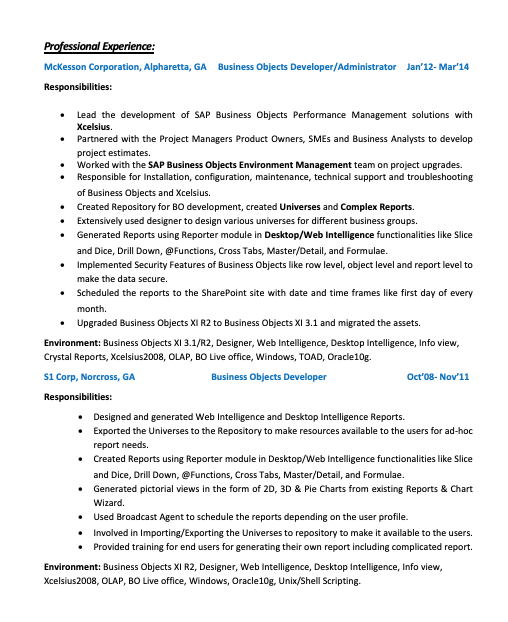 Professional Experience:
McKesson Corporation, Alpharetta, GA Business Objects Developer/Administrator Jan'12- Mar'14
Responsibilities:
• Lead the development of SAP Business Objects Performance Management solutions with
Xcelsius.
• Partnered with the Project Managers Product Owners, SMEs and Business Analysts to develop
project estimates.
• Worked with the SAP Business Objects Environment Management team on project upgrades.
• Responsible for Installation, configuration, maintenance, technical support and troubleshooting
of Business Objects and Xcelsius.
• Created Repository for BO development, created Universes and Complex Reports.
• Extensively used designer to design various universes for different business groups.
• Generated Reports using Reporter module in Desktop/Web Intelligence functionalities like Slice
and Dice, Drill Down, @Functions, Cross Tabs, Master/Detail, and Formulae.
• Implemented Security Features of Business Objects like row level, object level and report level to
make the data secure.
• Scheduled the reports to the SharePoint site with date and time frames like first day of every
month.
• Upgraded Business Objects XI R2 to Business Objects XI 3.1 and migrated the assets.
Environment: Business Objects XI 3.1/R2, Designer, Web Intelligence, Desktop Intelligence, Info view,
Crystal Reports, Xcelsius2008, OLAP, BO Live office, Windows, TOAD, Oracle10g.
S1 Corp, Norcross, GA Business Objects Developer Oct'08- Nov'11
Responsibilities:
• Designed and generated Web Intelligence and Desktop Intelligence Reports.
• Exported the Universes to the Repository to make resources available to the users for ad-hoc
report needs.
• Created Reports using Reporter module in Desktop/Web Intelligence functionalities like Slice
and Dice, Drill Down, @Functions, Cross Tabs, Master/Detail, and Formulae.
• Generated pictorial views in the form of 2D, 3D & Pie Charts from existing Reports & Chart
Wizard.
• Used Broadcast Agent to schedule the reports depending on the user profile.
• Involved in Importing/Exporting the Universes to repository to make it available to the users.
• Provided training for end users for generating their own report including complicated report.
Environment: Business Objects XI R2, Designer, Web Intelligence, Desktop Intelligence, Info view,
Xcelsius2008, OLAP, BO Live office, Windows, Oracle10g, Unix/Shell Scripting.